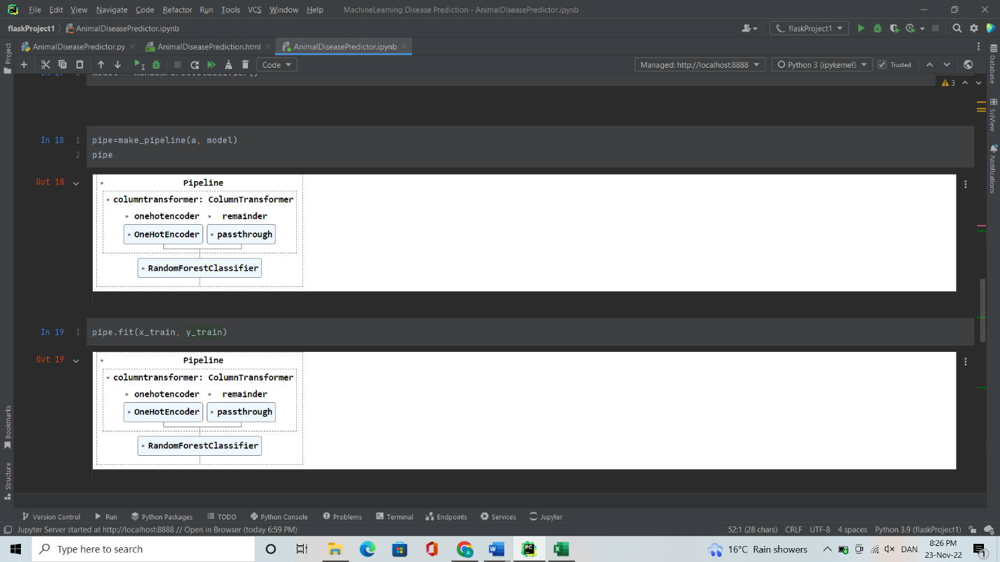 File Edit View Navigate Code Refactor Run Tools VCS Window Help MachineLearning Disease Prediction - AnimalDiseasePredictor.ipynb
flaskProject1 AnimalDiseasePredictor.ipynb flaskProject1
AnimalDiseasePredictor.py AnimalDiseasePrediction.html AnimalDiseasePredictor.ipynb
Code Managed: http://localhost:8888 Python 3 (ipykernel) Trusted
3
In 18 1 pipe=make_pipeline(a, model)
2 pipe
Out 18 Pipeline
columntransformer: ColumnTransformer
onehotencoder remainder
OneHotEncoder passthrough
RandomForestClassifier
In 19 1 pipe.fit(x_train, y_train)
Out 19 Pipeline
columntransformer: ColumnTransformer
onehotencoder remainder
OneHotEncoder passthrough
RandomForestClassifier
Project
Bookmarks
Structure
Database
SciView
Notifications
Version Control Run Python Packages TODO Python Console Problems Terminal Endpoints Services Jupyter
Jupyter Server started at http://localhost:8888 // Open in Browser (today 6:59 PM) 52:1 (28 chars) CRLF UTF-8 4 spaces Python 3.9 (flaskProject1)
Type here to search 16°C Rain showers DAN 8:26 PM
23-Nov-22 1